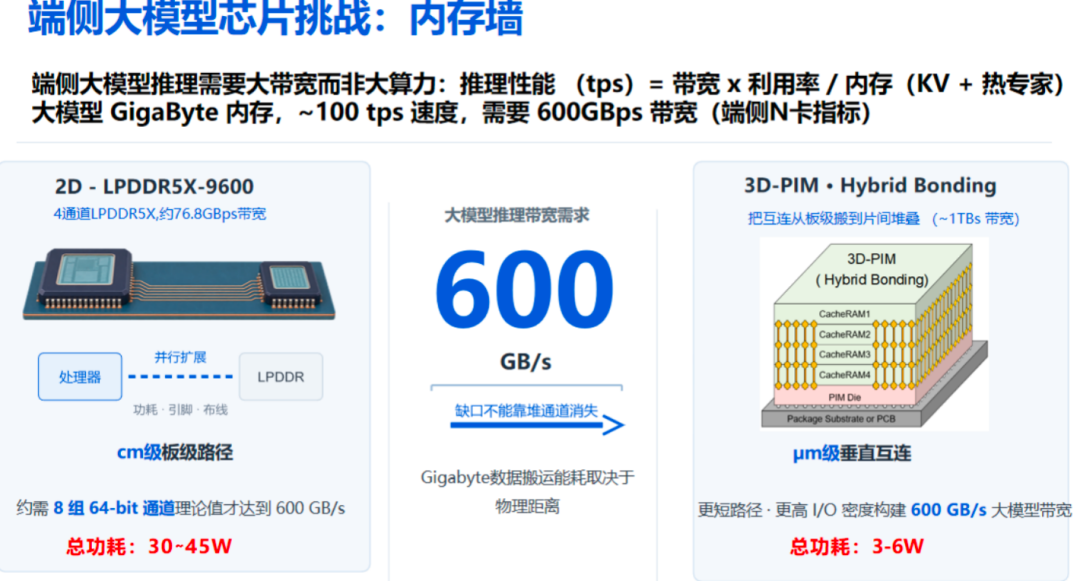 端侧大模型芯片挑战：内存墙
端侧大模型推理需要大带宽而非大算力：推理性能 （tps）= 带宽 x 利用率 / 内存（KV + 热专家）
大模型 GigaByte 内存，~100 tps 速度，需要 600GBps 带宽（端侧N卡指标）
2D - LPDDR5X-9600
4通道LPDDR5X,约76.8GBps带宽
处理器
并行扩展
LPDDR
功耗 · 引脚 · 布线
cm级板级路径
约需 8 组 64-bit 通道理论值才达到 600 GB/s
总功耗：30~45W
大模型推理带宽需求
600
GB/s
缺口不能靠堆通道消失
Gigabyte数据搬运能耗取决于
物理距离
3D-PIM • Hybrid Bonding
把互连从板级搬到片间堆叠 （~1TBs 带宽）
3D-PIM
( Hybrid Bonding)
CacheRAM1
CacheRAM2
CacheRAM3
CacheRAM4
PIM Die
Package Substrate or PCB
μm级垂直互连
更短路径 · 更高 I/O 密度构建 600 GB/s 大模型带宽
总功耗：3-6W